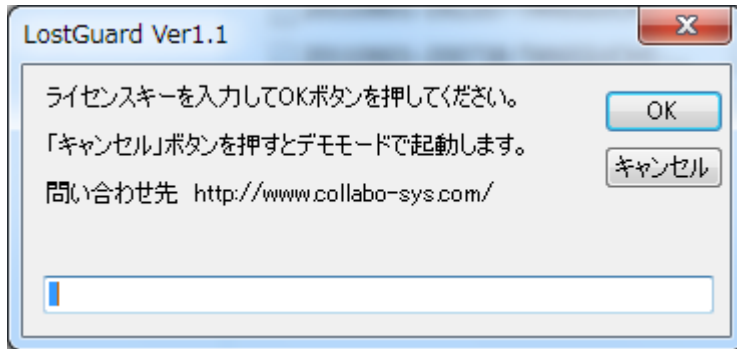 LostGuard Ver1.1
ライセンスキーを入力してOKボタンを押してください。
「キャンセル」ボタンを押すとデモモードで起動します。
問い合わせ先 http://www.collabo-sys.com/
OK
キャンセル